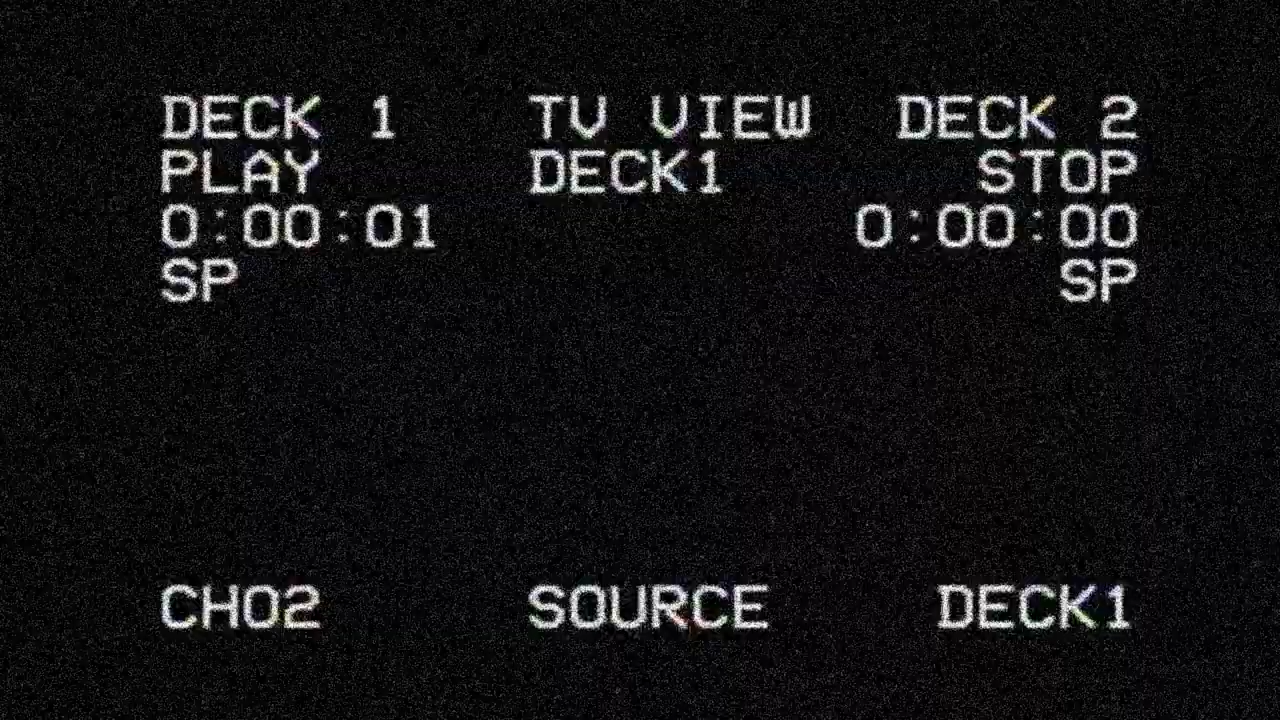 DECK 1 TV VIEW DECK 2
PLAY DECK1 STOP
0:00:01 0:00:00
SP SP
CH02 SOURCE DECK1